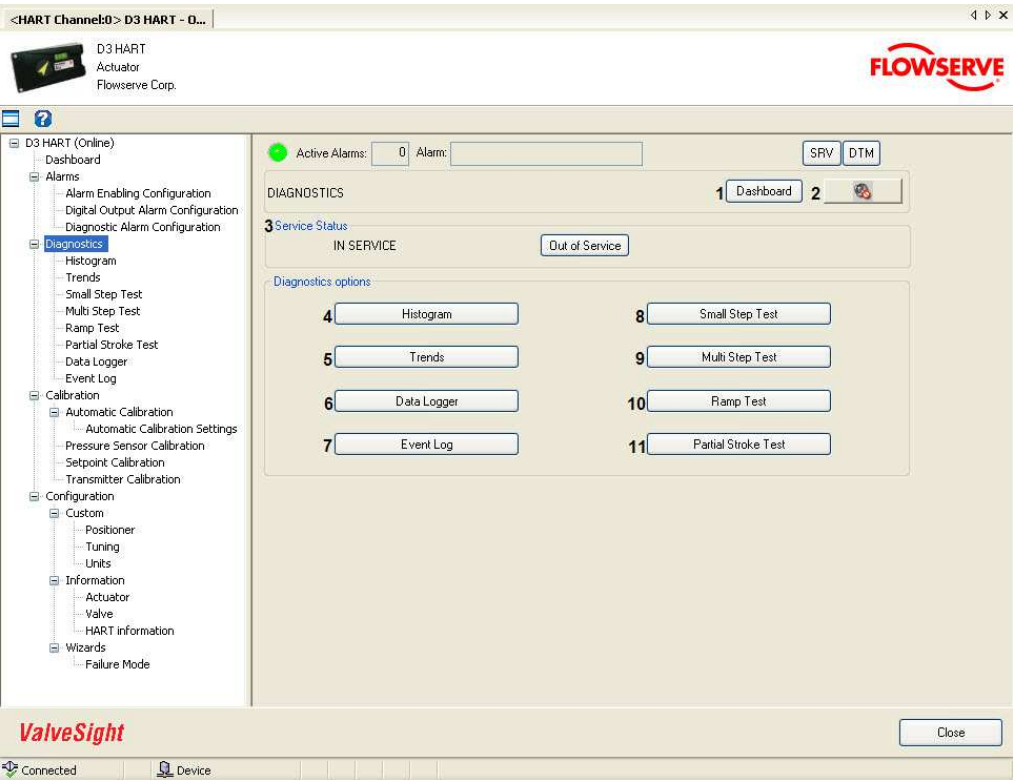 <HART Channel:0> D3 HART - O...
D3 HART
Actuator
Flowserve Corp.
FLOWSERVE
D3 HART (Online)
Dashboard
Alarms
Alarm Enabling Configuration
Digital Output Alarm Configuration
Diagnostic Alarm Configuration
Diagnostics
Histogram
Trends
Small Step Test
Multi Step Test
Ramp Test
Partial Stroke Test
Data Logger
Event Log
Calibration
Automatic Calibration
Automatic Calibration Settings
Pressure Sensor Calibration
Setpoint Calibration
Transmitter Calibration
Configuration
Custom
Positioner
Tuning
Units
Information
Actuator
Valve
HART information
Wizards
Failure Mode
Active Alarms: 0 Alarm: SRV DTM
DIAGNOSTICS 1 Dashboard 2
3 Service Status
IN SERVICE Out of Service
Diagnostics options
4 Histogram 8 Small Step Test
5 Trends 9 Multi Step Test
6 Data Logger 10 Ramp Test
7 Event Log 11 Partial Stroke Test
ValveSight Close
Connected Device